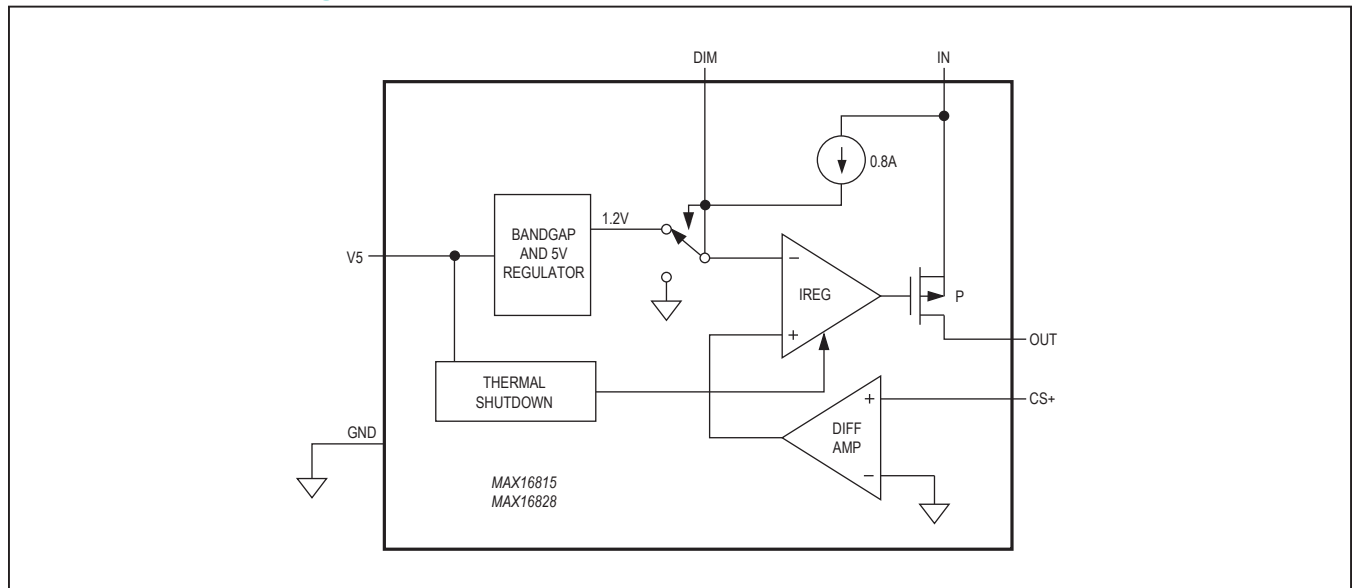 DIM
IN
0.8A
1.2V
BANDGAP
AND 5V
REGULATOR
V5
−
IREG
P
+
OUT
THERMAL
SHUTDOWN
CS+
+
DIFF
AMP
GND
−
MAX16815
MAX16828